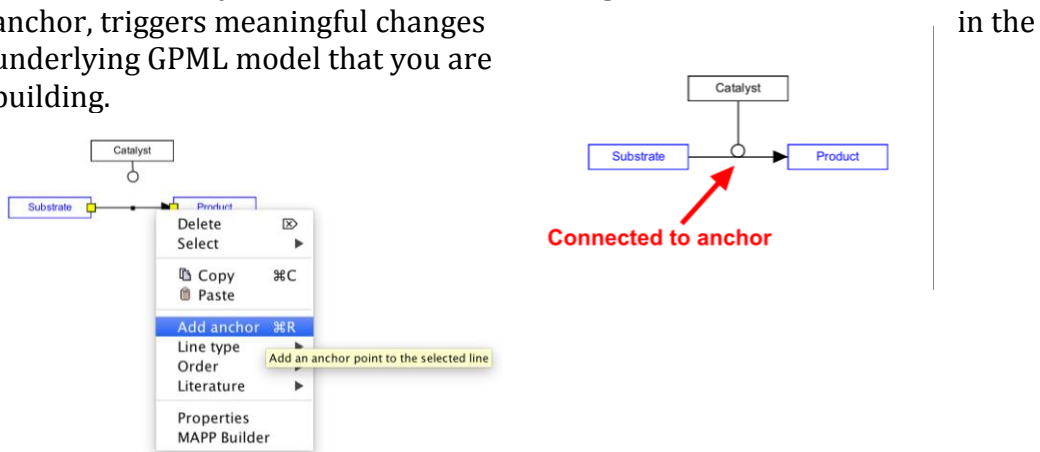 anchor, triggers meaningful changes in the
underlying GPML model that you are
building.
Catalyst
Substrate
Product
Delete
Select
Copy ⌘C
Paste
Add anchor ⌘R
Line type
Add an anchor point to the selected line
Order
Literature
Properties
MAPP Builder
Catalyst
Substrate
Product
Connected to anchor